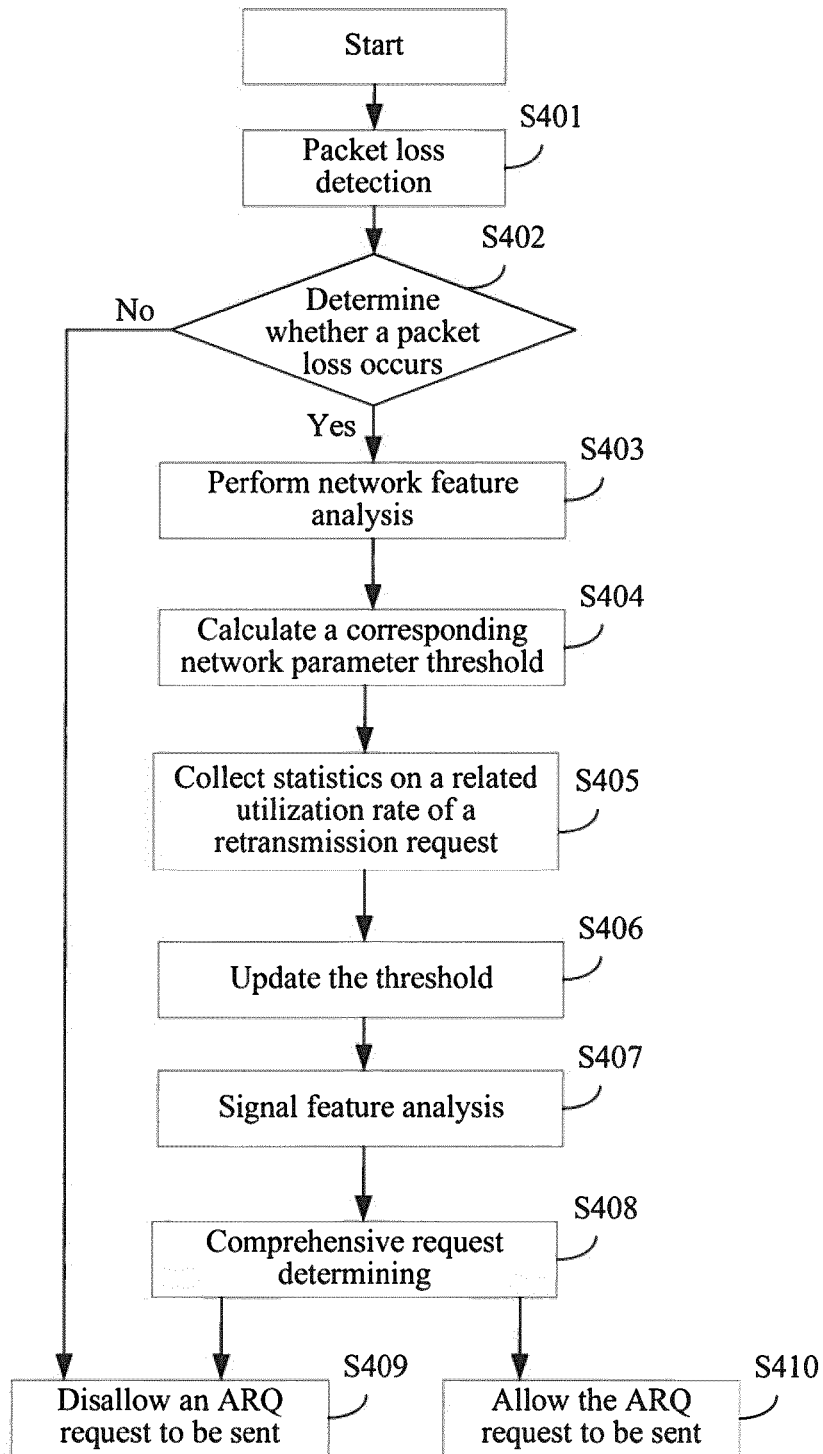 Start
S401
Packet loss
detection
S402
Determine
whether a packet
loss occurs
No
Yes
S403
Perform network feature
analysis
S404
Calculate a corresponding
network parameter threshold
S405
Collect statistics on a related
utilization rate of a
retransmission request
S406
Update the threshold
S407
Signal feature analysis
S408
Comprehensive request
determining
S409
Disallow an ARQ
request to be sent
S410
Allow the ARQ
request to be sent